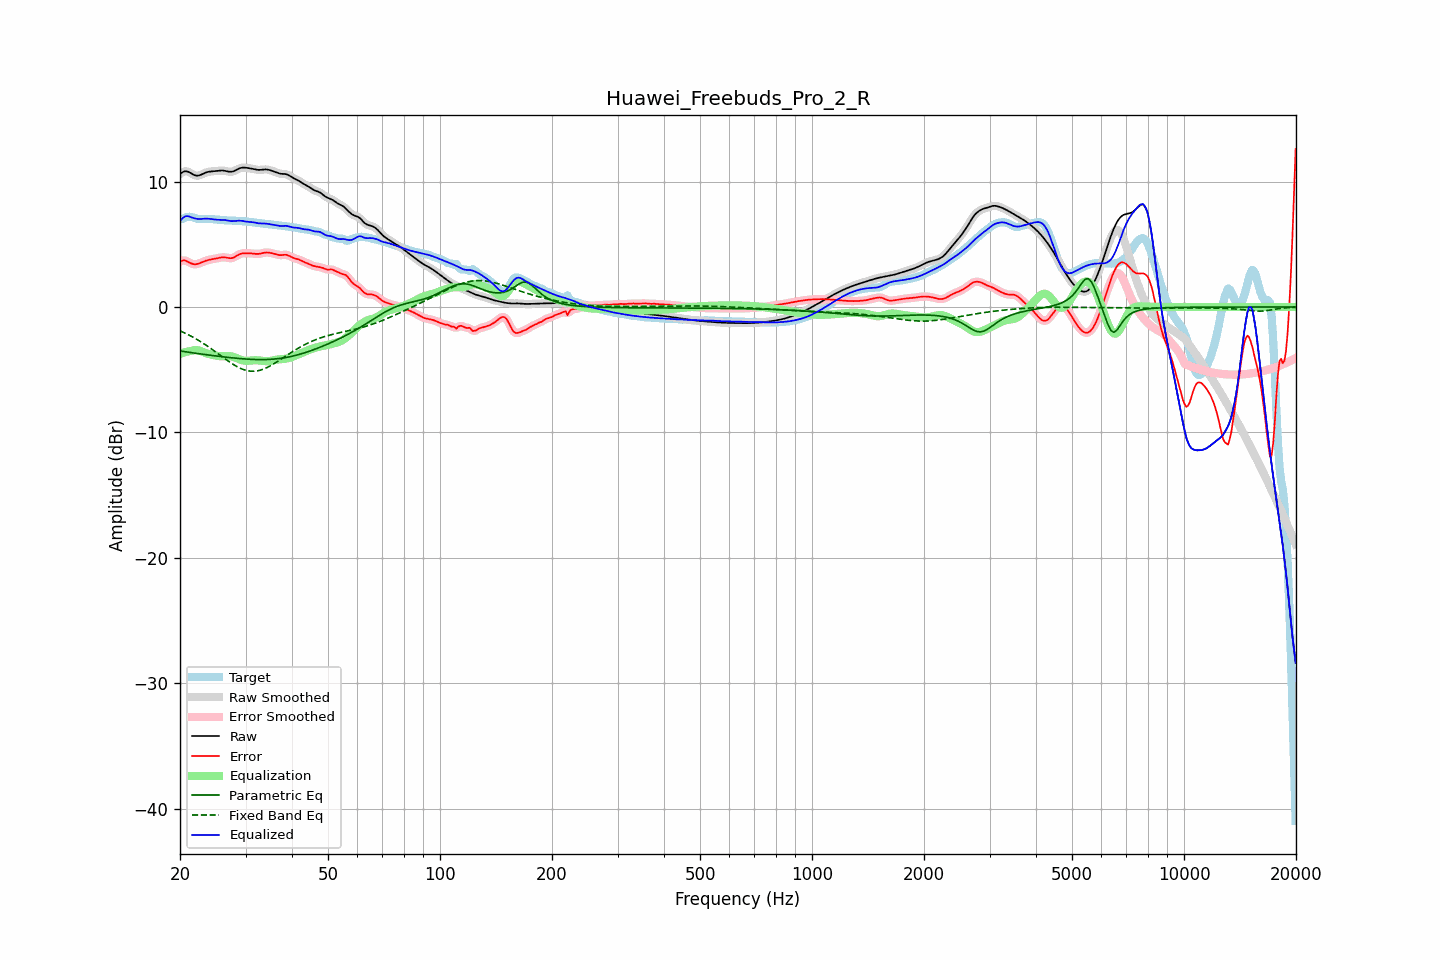 Huawei_Freebuds_Pro_2_R
10
0
−10
−20
−30
−40
Amplitude (dBr)
Target
Raw Smoothed
Error Smoothed
Raw
Error
Equalization
Parametric Eq
Fixed Band Eq
Equalized
20
50
100
200
500
1000
2000
5000
10000
20000
Frequency (Hz)